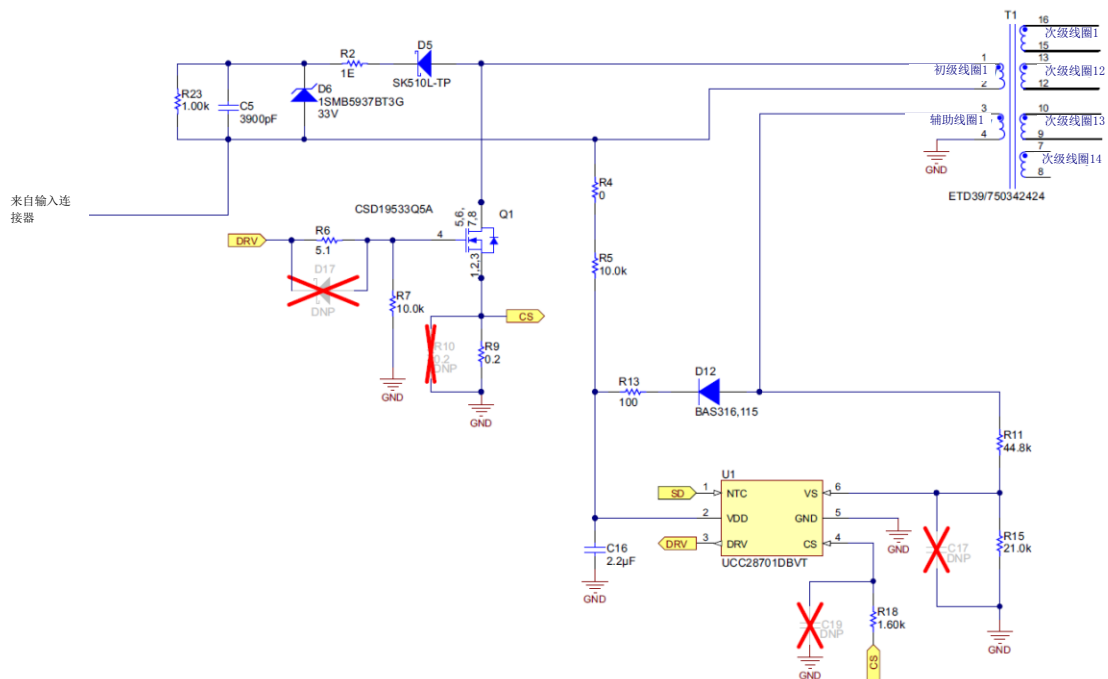 T1
16
次级线圈1
15
13
次级线圈12
12
10
次级线圈13
9
7
次级线圈14
8
1
初级线圈1
2
3
辅助线圈1
4
GND
ETD39/750342424
D5
SK510L-TP
R2
1E
D6
1SMB5937BT3G
33V
R23
1.00k
C5
3900pF
来自输入连
接器
CSD19533Q5A
Q1
5,6,
7,8
4
1,2,3
DRV
R6
5.1
D17
DNP
R7
10.0k
GND
CS
R10
0.2
DNP
R9
0.2
GND
R4
0
R5
10.0k
R13
100
D12
BAS316,115
R11
44.8k
U1
SD
1
NTC
VS
6
2
VDD
GND
5
DRV
3
DRV
CS
4
UCC28701DBVT
GND
C16
2.2µF
GND
C17
DNP
R15
21.0k
GND
C19
DNP
GND
R18
1.60k
CS